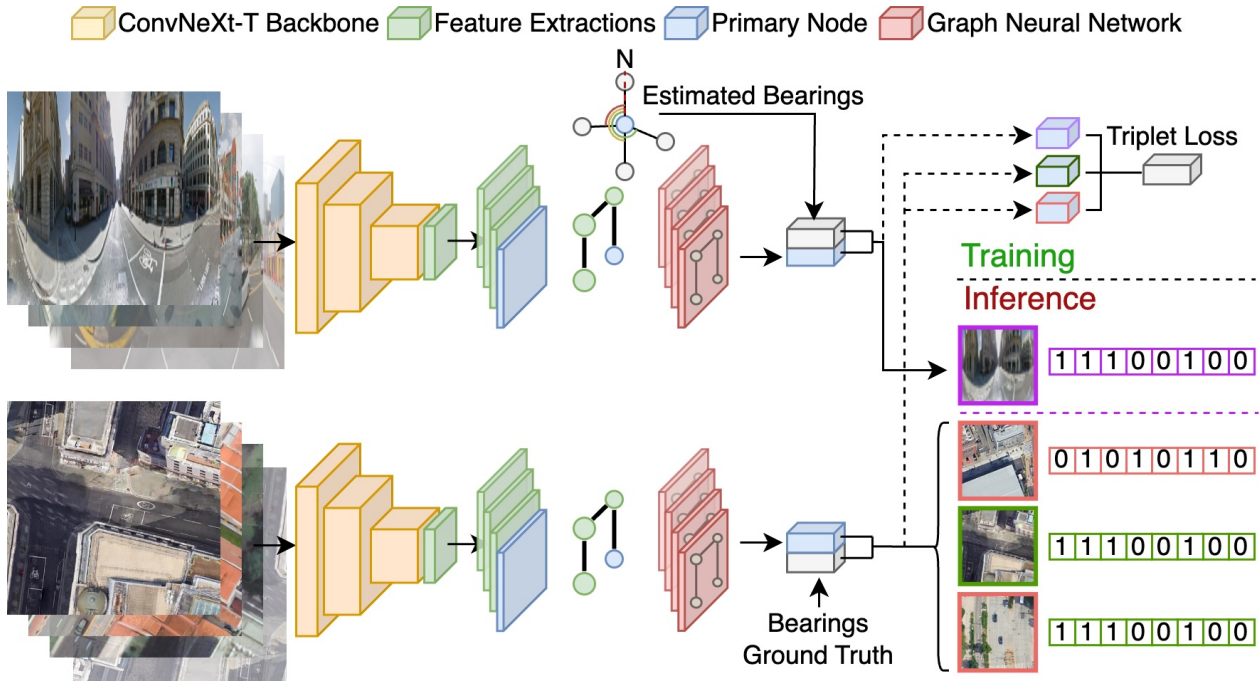 ConvNeXt-T Backbone
Feature Extractions
Primary Node
Graph Neural Network
N
Estimated Bearings
Triplet Loss
Training
Inference
1 1 1 0 0 1 0 0
0 1 0 1 0 1 1 0
1 1 1 0 0 1 0 0
1 1 1 0 0 1 0 0
Bearings
Ground Truth